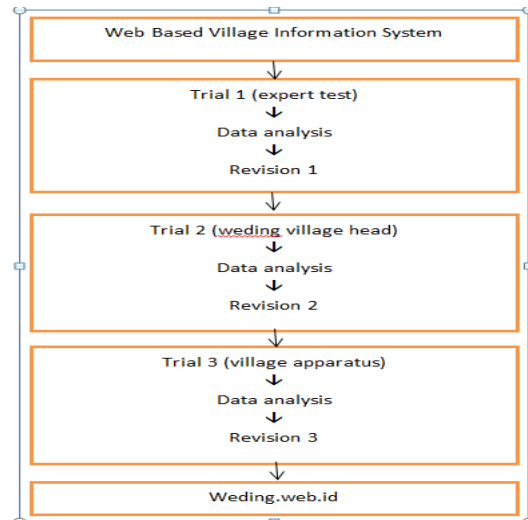 Web Based Village Information System
Trial 1 (expert test)
Data analysis
Revision 1
Trial 2 (weding village head)
Data analysis
Revision 2
Trial 3 (village apparatus)
Data analysis
Revision 3
Weding.web.id